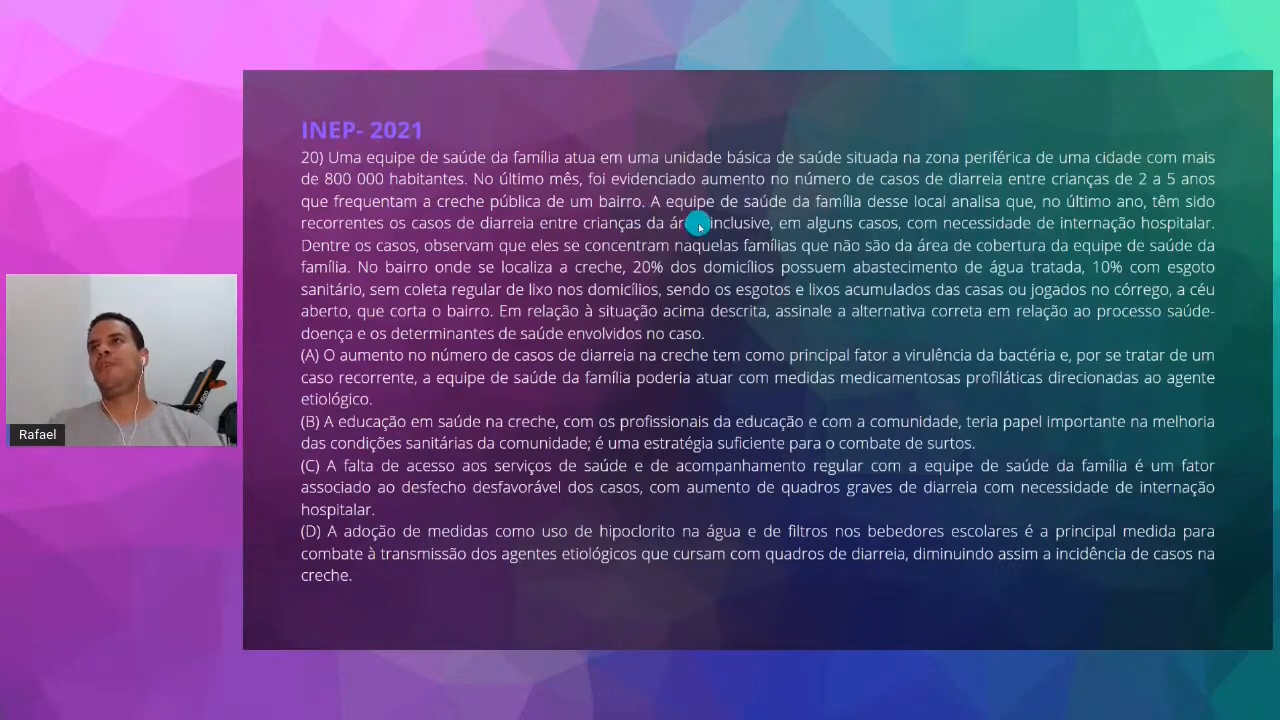 INEP- 2021
20) Uma equipe de saúde da família atua em uma unidade básica de saúde situada na zona periférica de uma cidade com mais
de 800 000 habitantes. No último mês, foi evidenciado aumento no número de casos de diarreia entre crianças de 2 a 5 anos
que frequentam a creche pública de um bairro. A equipe de saúde da família desse local analisa que, no último ano, têm sido
recorrentes os casos de diarreia entre crianças da inclusive, em alguns casos, com necessidade de internação hospitalar.
Dentre os casos, observam que eles se concentram naquelas famílias que não são da área de cobertura da equipe de saúde da
família. No bairro onde se localiza a creche, 20% dos domicílios possuem abastecimento de água tratada, 10% com esgoto
sanitário, sem coleta regular de lixo nos domicílios, sendo os esgotos e lixos acumulados das casas ou jogados no córrego, a céu
aberto, que corta o bairro. Em relação à situação acima descrita, assinale a alternativa correta em relação ao processo saúde-
doença e os determinantes de saúde envolvidos no caso.
(A) O aumento no número de casos de diarreia na creche tem como principal fator a virulência da bactéria e, por se tratar de um
caso recorrente, a equipe de saúde da família poderia atuar com medidas medicamentosas profiláticas direcionadas ao agente
etiológico.
(B) A educação em saúde na creche, com os profissionais da educação e com a comunidade, teria papel importante na melhoria
das condições sanitárias da comunidade; é uma estratégia suficiente para o combate de surtos.
(C) A falta de acesso aos serviços de saúde e de acompanhamento regular com a equipe de saúde da família é um fator
associado ao desfecho desfavorável dos casos, com aumento de quadros graves de diarreia com necessidade de internação
hospitalar.
(D) A adoção de medidas como uso de hipoclorito na água e de filtros nos bebedores escolares é a principal medida para
combate à transmissão dos agentes etiológicos que cursam com quadros de diarreia, diminuindo assim a incidência de casos na
creche.
Rafael